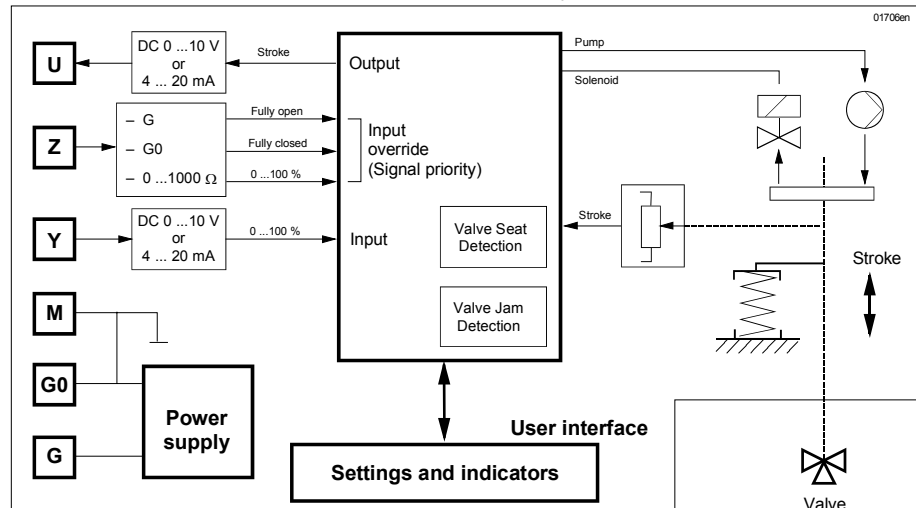 01706en
U
DC 0 ...10 V
or
4 ... 20 mA
Stroke
Output
Pump
Solenoid
Z
– G
– G0
– 0 ...1000 Ω
Fully open
Fully closed
0 ...100 %
Input
override
(Signal priority)
Y
DC 0 ...10 V
or
4 ... 20 mA
0 ...100 %
Input
Valve Seat
Detection
Valve Jam
Detection
Stroke
Stroke
M
G0
G
Power
supply
User interface
Settings and indicators
Valve